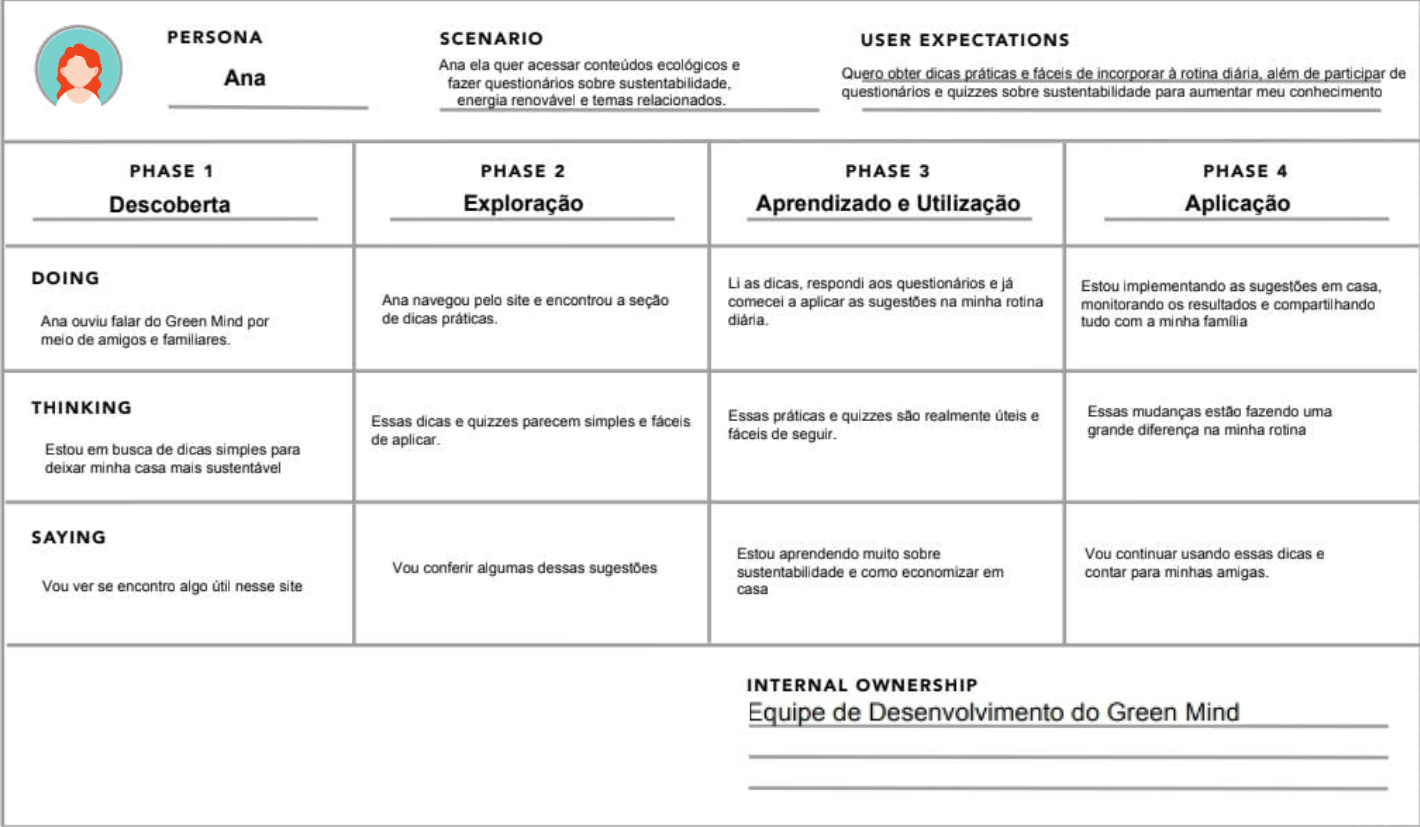 PERSONA
Ana
SCENARIO
Ana ela quer acessar conteúdos ecológicos e
fazer questionários sobre sustentabilidade,
energia renovável e temas relacionados.
USER EXPECTATIONS
Quero obter dicas práticas e fáceis de incorporar à rotina diária, além de participar de
questionários e quizzes sobre sustentabilidade para aumentar meu conhecimento
PHASE 1
Descoberta
PHASE 2
Exploração
PHASE 3
Aprendizado e Utilização
PHASE 4
Aplicação
DOING
Ana ouviu falar do Green Mind por
meio de amigos e familiares.
Ana navegou pelo site e encontrou a seção
de dicas práticas.
Li as dicas, respondi aos questionários e já
comecei a aplicar as sugestões na minha rotina
diária.
Estou implementando as sugestões em casa,
monitorando os resultados e compartilhando
tudo com a minha família
THINKING
Estou em busca de dicas simples para
deixar minha casa mais sustentável
Essas dicas e quizzes parecem simples e fáceis
de aplicar.
Essas práticas e quizzes são realmente úteis e
fáceis de seguir.
Essas mudanças estão fazendo uma
grande diferença na minha rotina
SAYING
Vou ver se encontro algo útil nesse site
Vou conferir algumas dessas sugestões
Estou aprendendo muito sobre
sustentabilidade e como economizar em
casa
Vou continuar usando essas dicas e
contar para minhas amigas.
INTERNAL OWNERSHIP
Equipe de Desenvolvimento do Green Mind